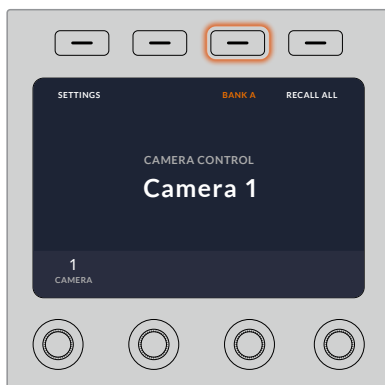 SETTINGS BANK A RECALL ALL
CAMERA CONTROL
Camera 1
1
CAMERA